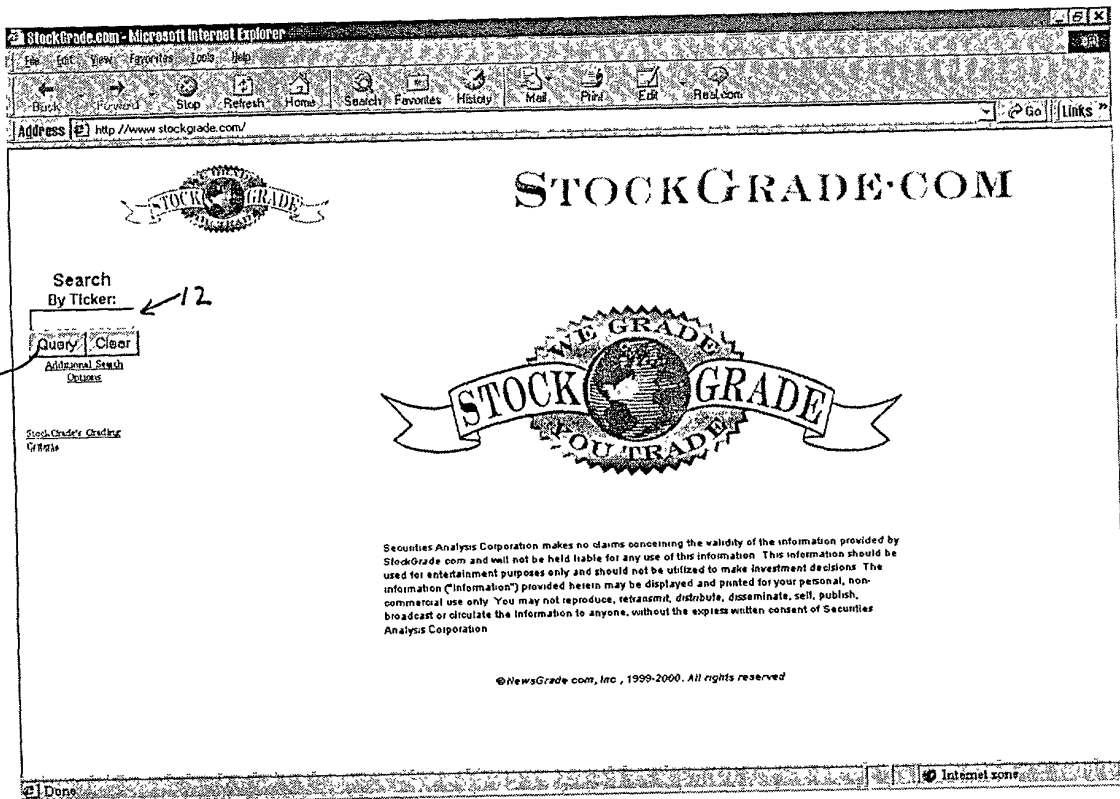 StockGrade.com - Microsoft Internet Explorer
File Edit View Favorites Tools Help
Back Forward Stop Refresh Home Search Favorites History Mail Print Edit Real.com
Address http //www stockgrade.com/ Go Links »
STOCK GRADE
STOCKGRADE·COM
Search
By Ticker:
12
Query Clear
Additional Search
Options
StockGrade's Grading
Criteria
WE GRADE
STOCK GRADE
YOU TRADE
Securities Analysis Corporation makes no claims concerning the validity of the information provided by
StockGrade com and will not be held liable for any use of this information This information should be
used for entertainment purposes only and should not be utilized to make investment decisions The
information ("Information") provided herein may be displayed and printed for your personal, non-
commercial use only You may not reproduce, retransmit, distribute, disseminate, sell, publish,
broadcast or circulate the Information to anyone, without the express written consent of Securities
Analysis Corporation
©NewsGrade com, Inc , 1999-2000. All rights reserved
Done Internet zone